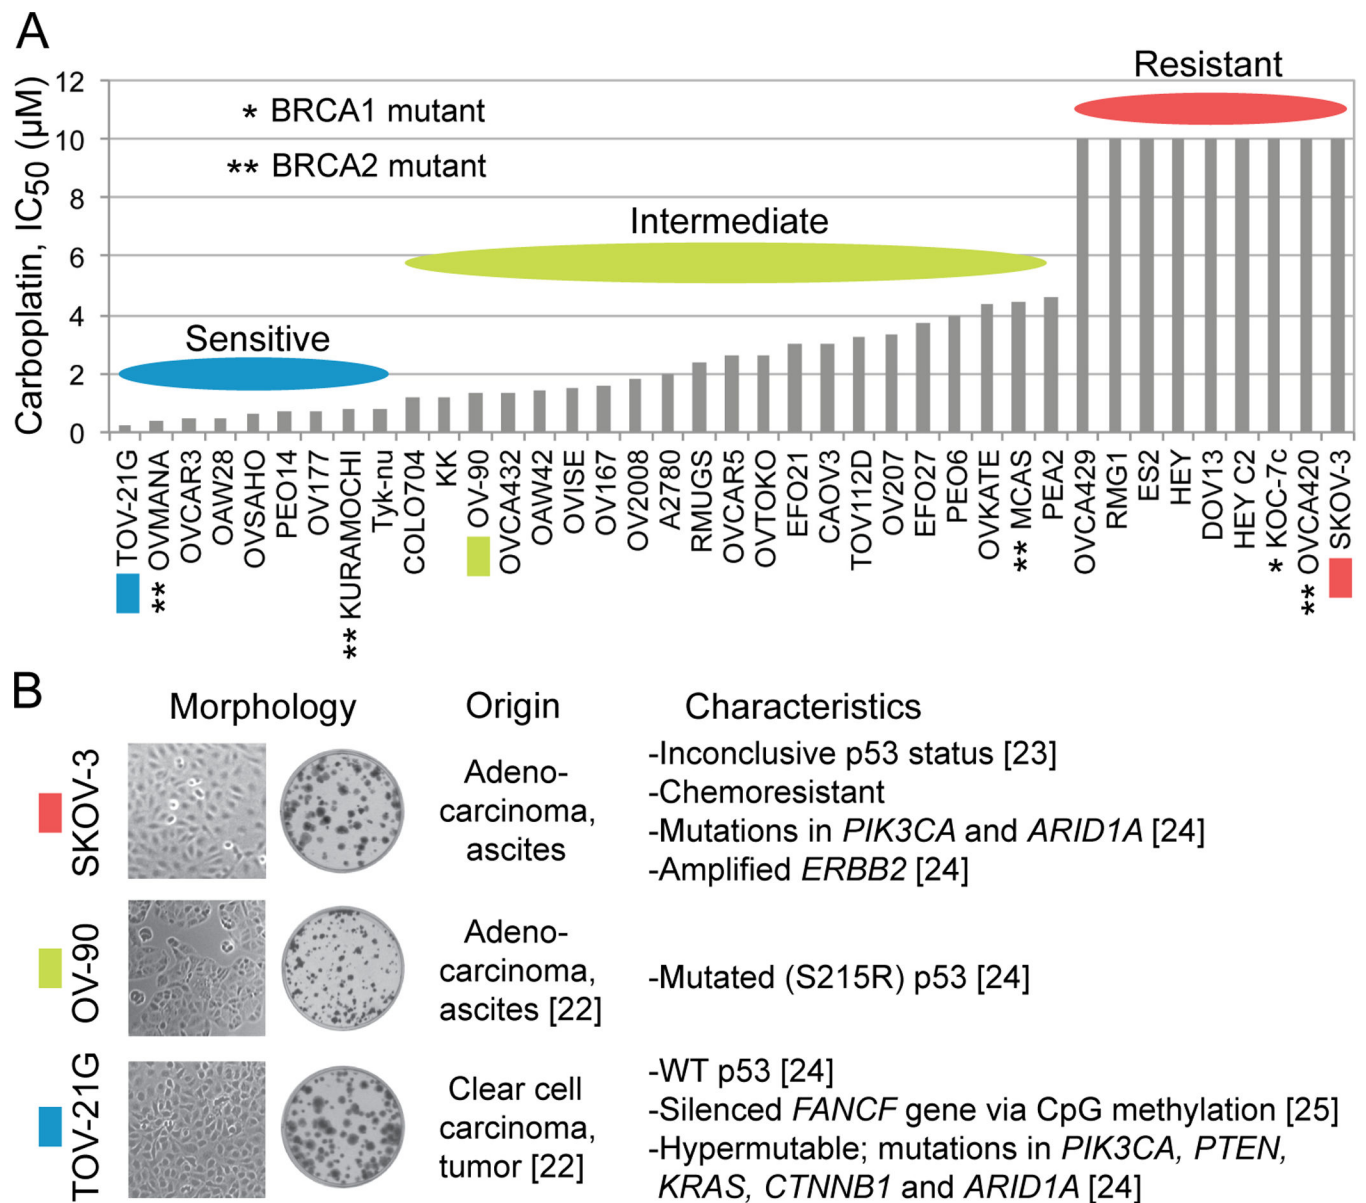 A
Resistant
Carboplatin, IC50 (µM)
12
10
8
6
4
2
0
* BRCA1 mutant
** BRCA2 mutant
Intermediate
Sensitive
TOV-21G
** OVMANA
OVCAR3
OAW28
OVSAHO
PEO14
OV177
** KURAMOCHI
Tyk-nu
COLO704
KK
OV-90
OVCA432
OAW42
OVISE
OV167
OV2008
A2780
RMUGS
OVCAR5
OVTOKO
EFO21
CAOV3
TOV112D
OV207
EFO27
PEO6
OVKATE
** MCAS
PEA2
OVCA429
RMG1
ES2
HEY
DOV13
HEY C2
* KOC-7c
** OVCA420
SKOV-3
B
Morphology
Origin
Characteristics
SKOV-3
Adeno-
carcinoma,
ascites
-Inconclusive p53 status [23]
-Chemoresistant
-Mutations in PIK3CA and ARID1A [24]
-Amplified ERBB2 [24]
OV-90
Adeno-
carcinoma,
ascites [22]
-Mutated (S215R) p53 [24]
TOV-21G
Clear cell
carcinoma,
tumor [22]
-WT p53 [24]
-Silenced FANCF gene via CpG methylation [25]
-Hypermutable; mutations in PIK3CA, PTEN,
KRAS, CTNNB1 and ARID1A [24]